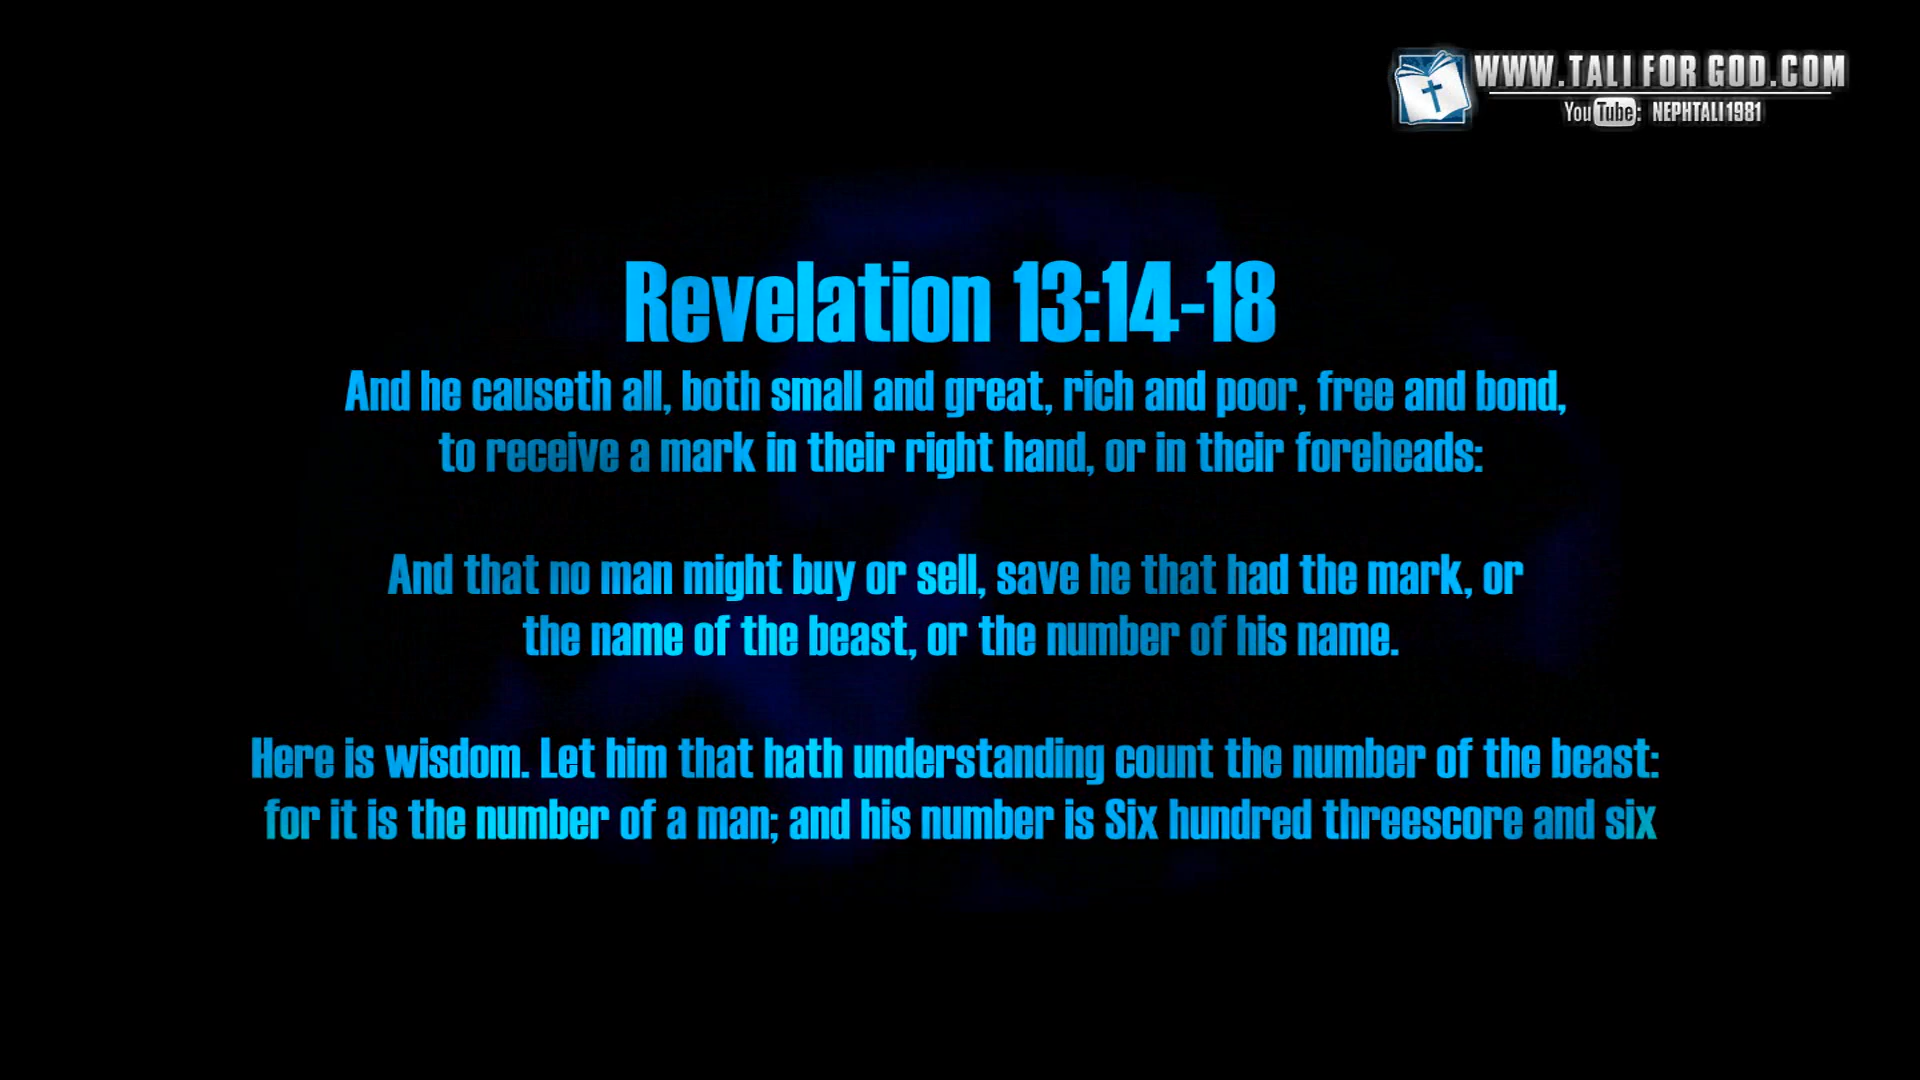 WWW.TALI FOR GOD.COM
YouTube: NEPHTALI1981
Revelation 13:14-18
And he causeth all, both small and great, rich and poor, free and bond,
to receive a mark in their right hand, or in their foreheads:
And that no man might buy or sell, save he that had the mark, or
the name of the beast, or the number of his name.
Here is wisdom. Let him that hath understanding count the number of the beast:
for it is the number of a man; and his number is Six hundred threescore and six